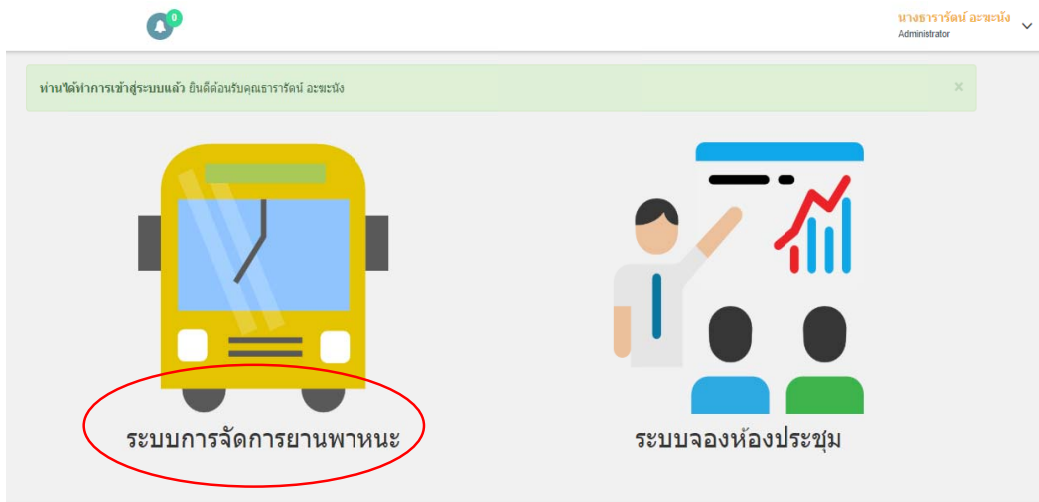 0
นางธารารัตน์ อะฆะนัง
Administrator
ท่านได้ทำการเข้าสู่ระบบแล้ว ยินดีต้อนรับคุณธารารัตน์ อะฆะนัง
×
ระบบการจัดการยานพาหนะ
ระบบจองห้องประชุม